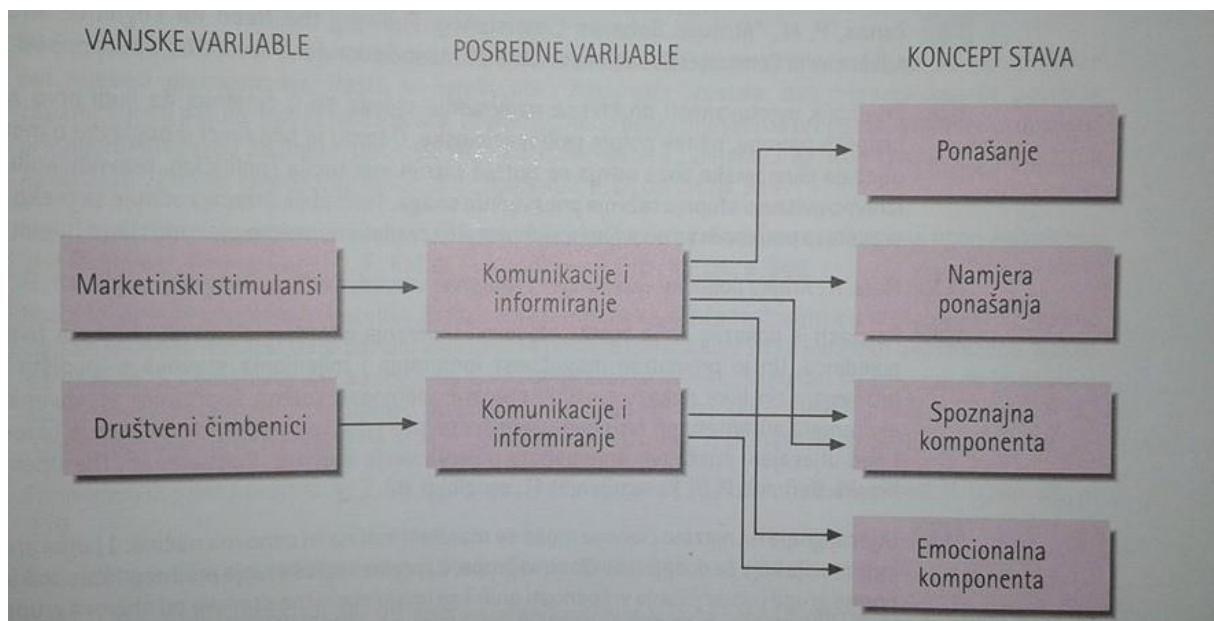 VANJSKE VARIJABLE
POSREDNE VARIJABLE
KONCEPT STAVA
Ponašanje
Marketinški stimulansi
Komunikacije i
informiranje
Namjera
ponašanja
Društveni čimbenici
Komunikacije i
informiranje
Spoznajna
komponenta
Emocionalna
komponenta